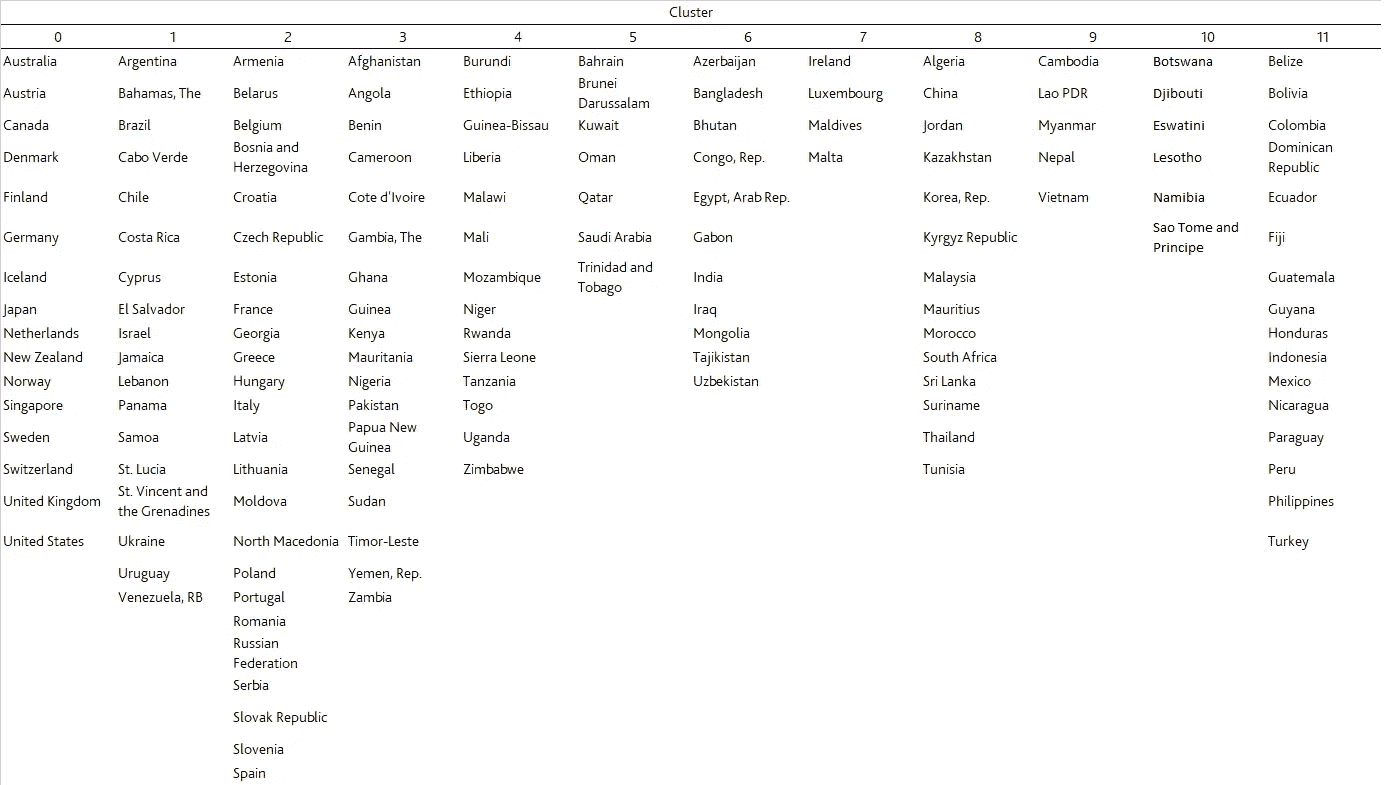 Cluster
0 1 2 3 4 5 6 7 8 9 10 11
Australia Argentina Armenia Afghanistan Burundi Bahrain Azerbaijan Ireland Algeria Cambodia Botswana Belize
Austria Bahamas, The Belarus Angola Ethiopia Brunei Darussalam Bangladesh Luxembourg China Lao PDR Djibouti Bolivia
Canada Brazil Belgium Benin Guinea-Bissau Kuwait Bhutan Maldives Jordan Myanmar Eswatini Colombia
Denmark Cabo Verde Bosnia and Herzegovina Cameroon Liberia Oman Congo, Rep. Malta Kazakhstan Nepal Lesotho Dominican Republic
Finland Chile Croatia Cote d'Ivoire Malawi Qatar Egypt, Arab Rep. Korea, Rep. Vietnam Namibia Ecuador
Germany Costa Rica Czech Republic Gambia, The Mali Saudi Arabia Gabon Kyrgyz Republic Sao Tome and Principe Fiji
Iceland Cyprus Estonia Ghana Mozambique Trinidad and Tobago India Malaysia Guatemala
Japan El Salvador France Guinea Niger Iraq Mauritius Guyana
Netherlands Israel Georgia Kenya Rwanda Mongolia Morocco Honduras
New Zealand Jamaica Greece Mauritania Sierra Leone Tajikistan South Africa Indonesia
Norway Lebanon Hungary Nigeria Tanzania Uzbekistan Sri Lanka Mexico
Singapore Panama Italy Pakistan Togo Suriname Nicaragua
Sweden Samoa Latvia Papua New Guinea Uganda Thailand Paraguay
Switzerland St. Lucia Lithuania Senegal Zimbabwe Tunisia Peru
United Kingdom St. Vincent and the Grenadines Moldova Sudan Philippines
United States Ukraine North Macedonia Timor-Leste Turkey
Uruguay Poland Yemen, Rep.
Venezuela, RB Portugal Zambia
Romania
Russian Federation
Serbia
Slovak Republic
Slovenia
Spain